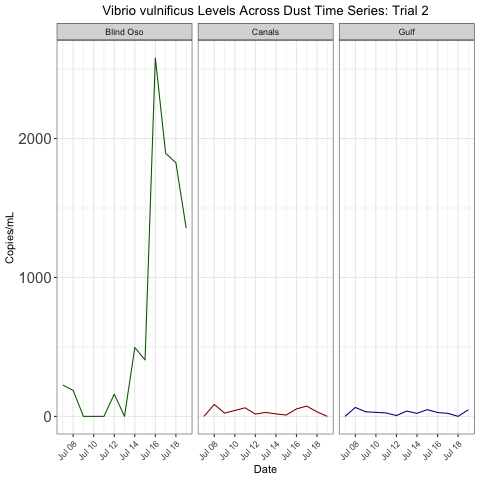 Vibrio vulnificus Levels Across Dust Time Series: Trial 2
Blind Oso
Canals
Gulf
Copies/mL
2000
1000
0
Jul 08
Jul 10
Jul 12
Jul 14
Jul 16
Jul 18
Jul 08
Jul 10
Jul 12
Jul 14
Jul 16
Jul 18
Jul 08
Jul 10
Jul 12
Jul 14
Jul 16
Jul 18
Date